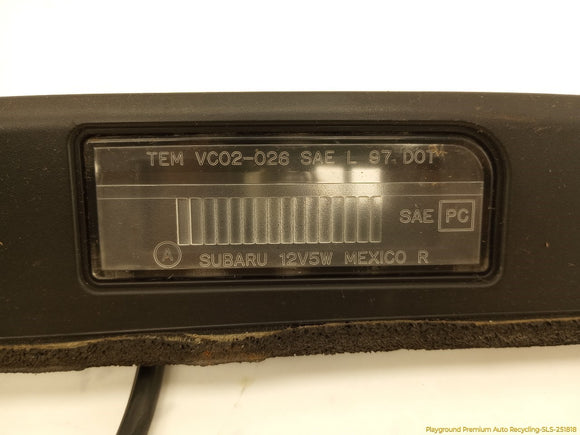 TEM VC02-026 SAE L 97 DOT
SAE PC
A SUBARU 12V5W MEXICO R
Playground Premium Auto Recycling-SLS-251818